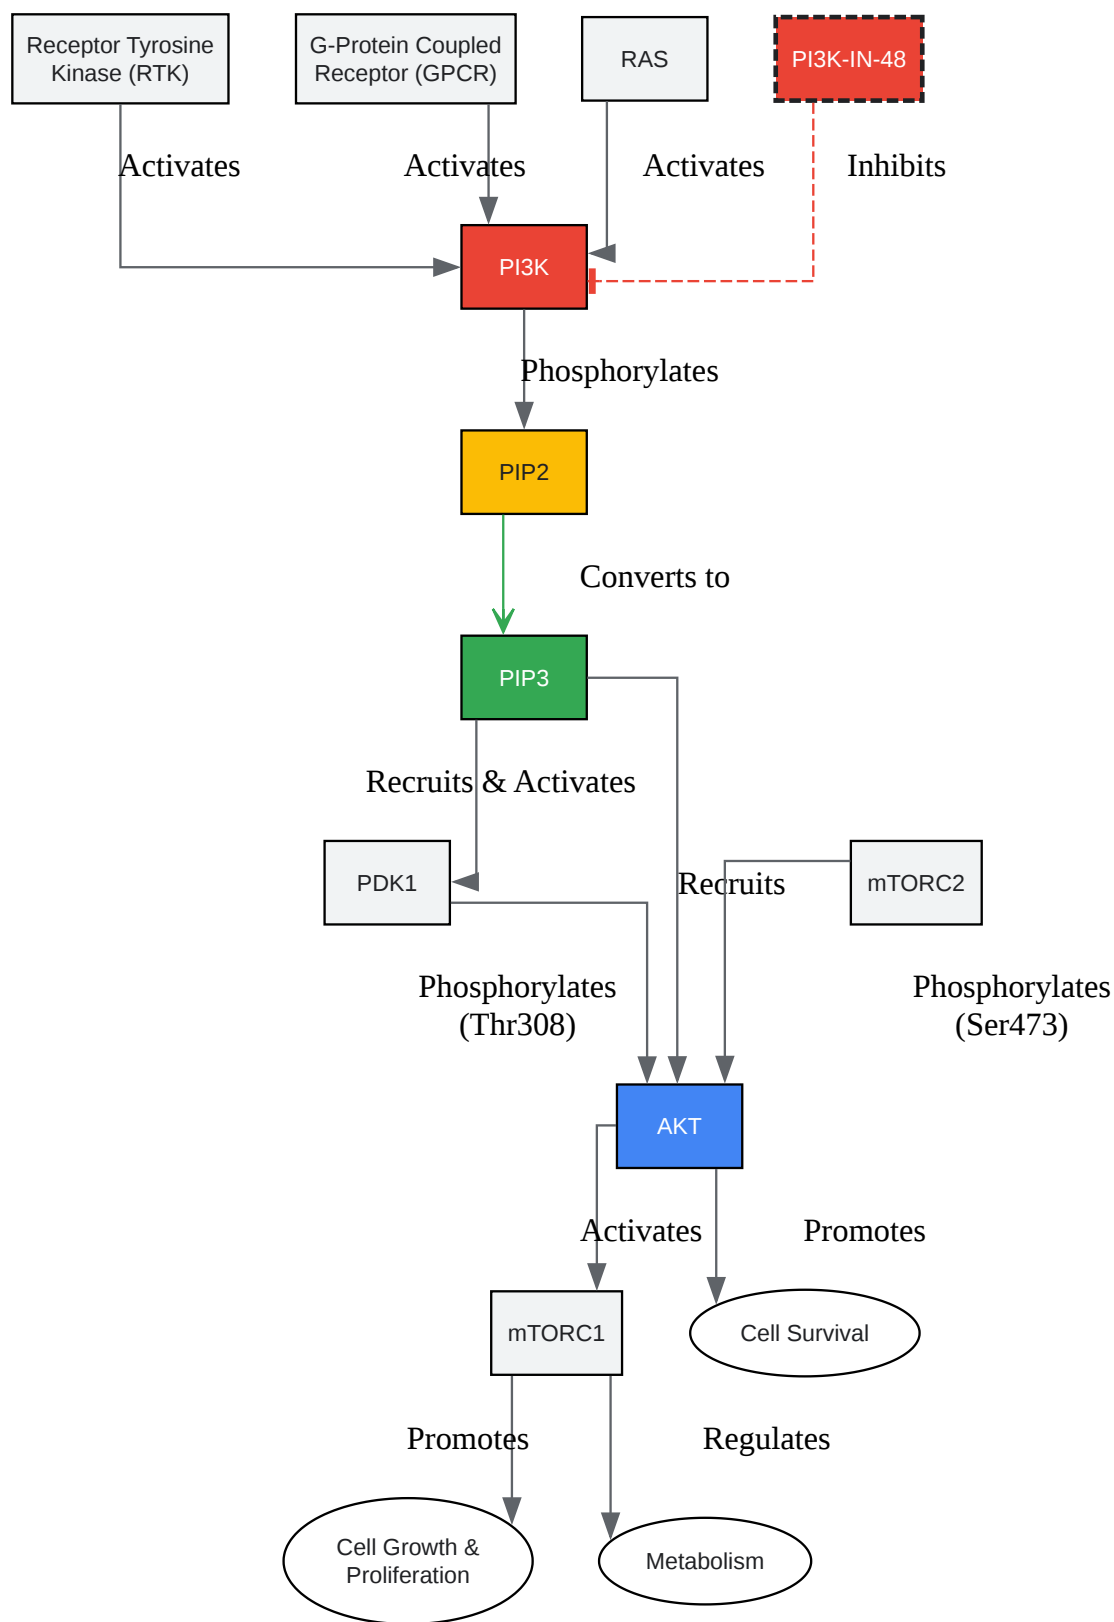 Receptor Tyrosine
Kinase (RTK)
G-Protein Coupled
Receptor (GPCR)
RAS
PI3K-IN-48
Activates
Activates
Activates
Inhibits
PI3K
Phosphorylates
PIP2
Converts to
PIP3
Recruits & Activates
PDK1
Recruits
mTORC2
Phosphorylates
(Thr308)
Phosphorylates
(Ser473)
AKT
Activates
Promotes
mTORC1
Cell Survival
Promotes
Regulates
Cell Growth &
Proliferation
Metabolism